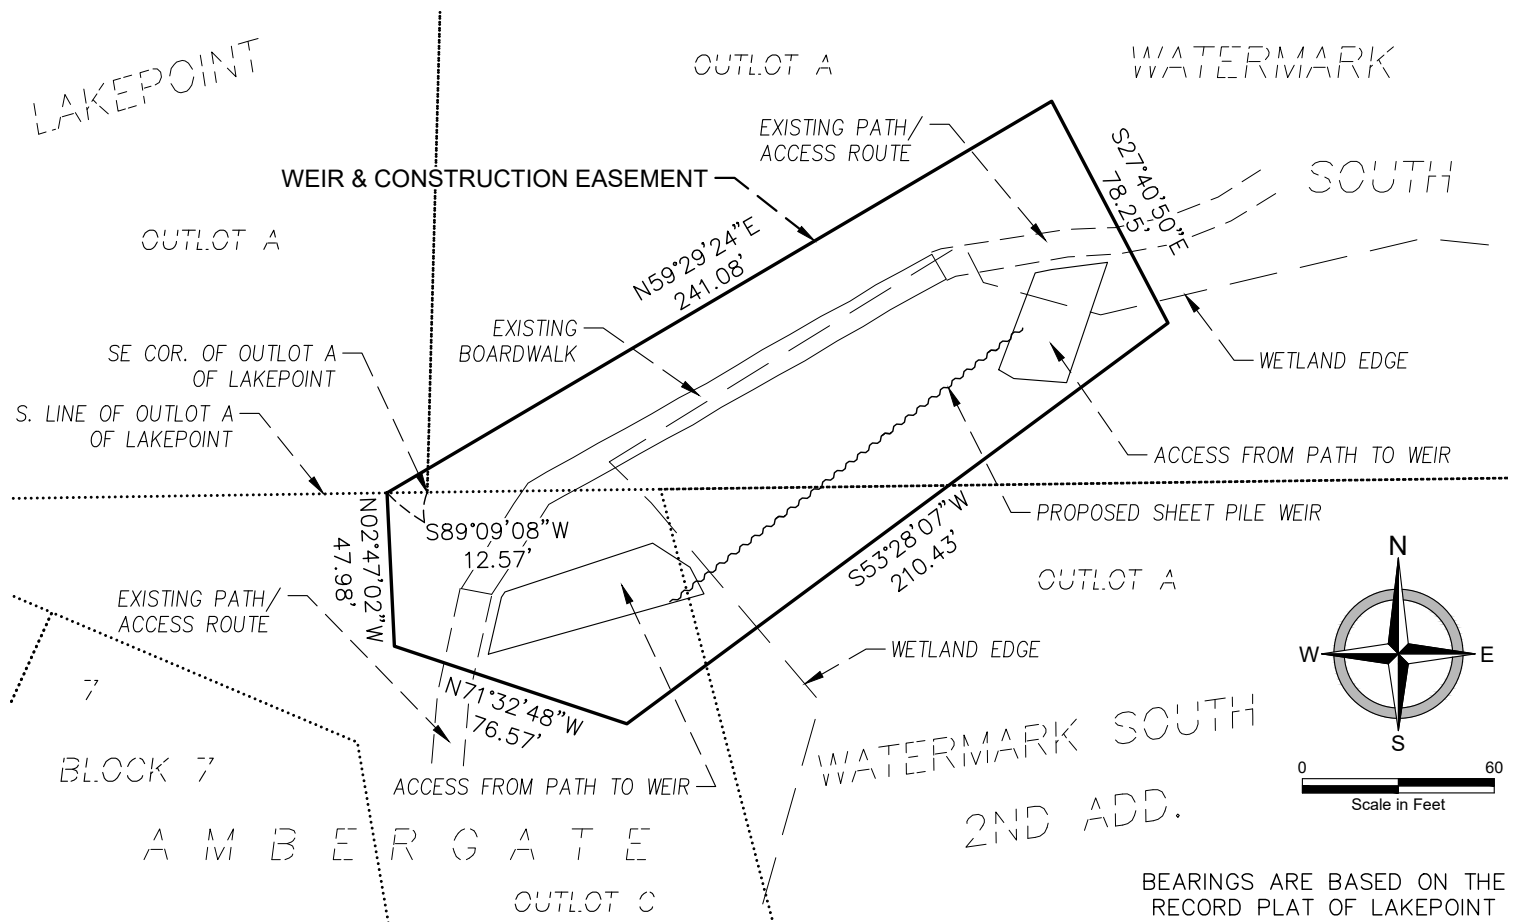 LAKEPOINT
OUTLOT A
WATERMARK
EXISTING PATH/
ACCESS ROUTE
S27°40'50"E
78.25'
WEIR & CONSTRUCTION EASEMENT
SOUTH
OUTLOT A
N59°29'24"E
241.08'
EXISTING
BOARDWALK
SE COR. OF OUTLOT A
OF LAKEPOINT
WETLAND EDGE
S. LINE OF OUTLOT A
OF LAKEPOINT
ACCESS FROM PATH TO WEIR
N02°47'02"W
47.98'
S89°09'08"W
12.57'
PROPOSED SHEET PILE WEIR
S53°28'07"W
210.43'
OUTLOT A
EXISTING PATH/
ACCESS ROUTE
WETLAND EDGE
N
W
E
S
7
N71°32'48"W
76.57'
BLOCK 7
ACCESS FROM PATH TO WEIR
WATERMARK SOUTH
2ND ADD.
0 60
Scale in Feet
AMBERGATE
OUTLOT C
BEARINGS ARE BASED ON THE
RECORD PLAT OF LAKEPOINT